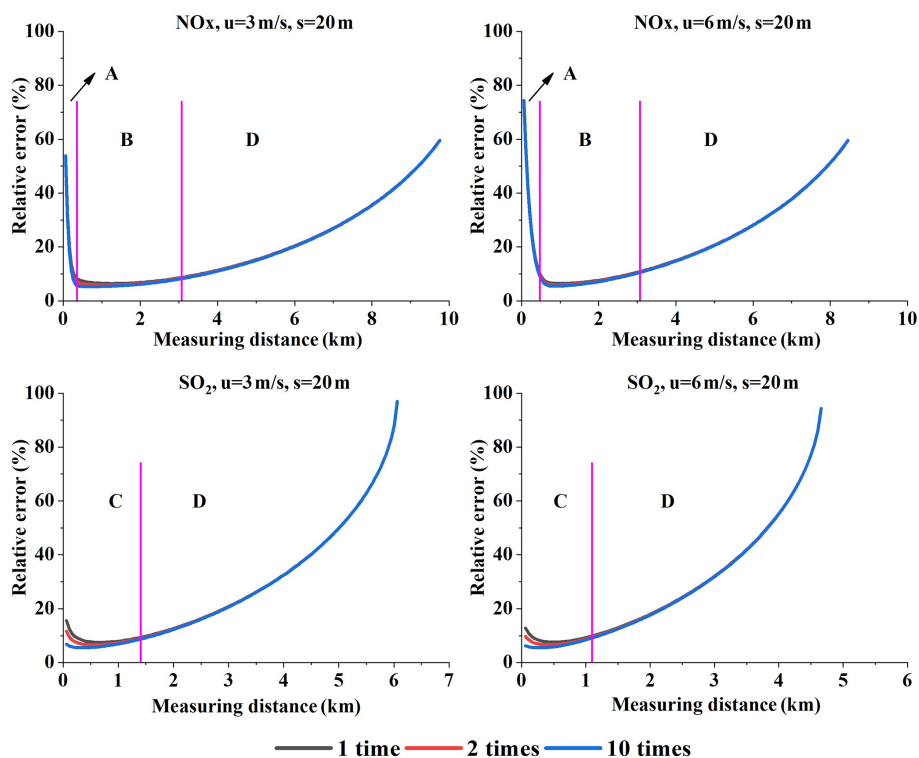 NOx, u=3 m/s, s=20 m
Relative error (%)
100
80
60
40
20
0
A
B
D
0 2 4 6 8 10
Measuring distance (km)
NOx, u=6 m/s, s=20 m
Relative error (%)
100
80
60
40
20
0
A
B
D
0 2 4 6 8 10
Measuring distance (km)
SO2, u=3 m/s, s=20 m
Relative error (%)
100
80
60
40
20
0
C
D
0 1 2 3 4 5 6 7
Measuring distance (km)
SO2, u=6 m/s, s=20 m
Relative error (%)
100
80
60
40
20
0
C
D
0 1 2 3 4 5 6
Measuring distance (km)
1 time 2 times 10 times